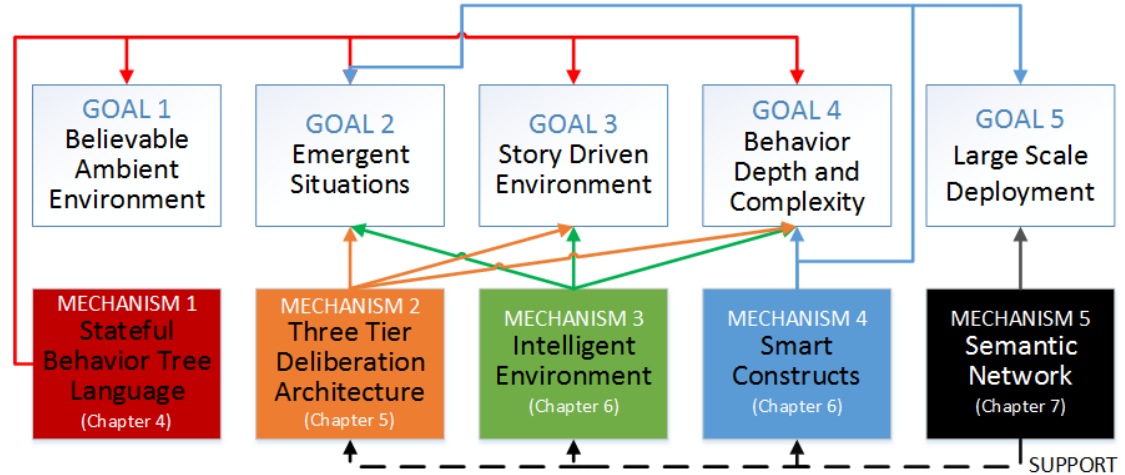 GOAL 1
Believable
Ambient
Environment
GOAL 2
Emergent
Situations
GOAL 3
Story Driven
Environment
GOAL 4
Behavior
Depth and
Complexity
GOAL 5
Large Scale
Deployment
MECHANISM 1
Stateful
Behavior Tree
Language
(Chapter 4)
MECHANISM 2
Three Tier
Deliberation
Architecture
(Chapter 5)
MECHANISM 3
Intelligent
Environment
(Chapter 6)
MECHANISM 4
Smart
Constructs
(Chapter 6)
MECHANISM 5
Semantic
Network
(Chapter 7)
SUPPORT